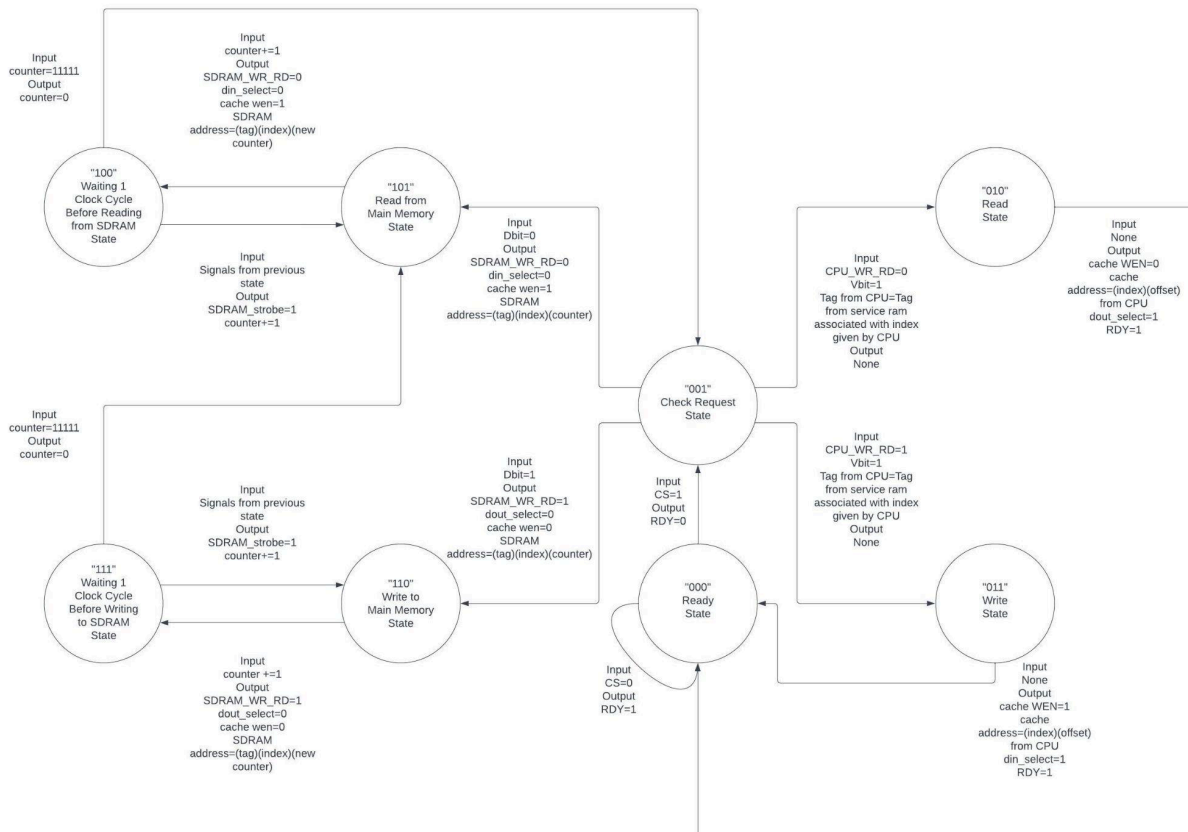 Input
counter=11111
Output
counter=0
Input
counter+=1
Output
SDRAM_WR_RD=0
din_select=0
cache wen=1
SDRAM
address=(tag)(index)(new
counter)
"100"
Waiting 1
Clock Cycle
Before Reading
from SDRAM
State
"101"
Read from
Main Memory
State
Input
Signals from previous
state
Output
SDRAM_strobe=1
counter+=1
Input
Dbit=0
Output
SDRAM_WR_RD=0
din_select=0
cache wen=1
SDRAM
address=(tag)(index)(counter)
"010"
Read
State
Input
CPU_WR_RD=0
Vbit=1
Tag from CPU=Tag
from service ram
associated with index
given by CPU
Output
None
Input
None
Output
cache WEN=0
cache
address=(index)(offset)
from CPU
dout_select=1
RDY=1
"001"
Check Request
State
Input
counter=11111
Output
counter=0
Input
Signals from previous
state
Output
SDRAM_strobe=1
counter+=1
Input
Dbit=1
Output
SDRAM_WR_RD=1
dout_select=0
cache wen=0
SDRAM
address=(tag)(index)(counter)
Input
CS=1
Output
RDY=0
Input
CPU_WR_RD=1
Vbit=1
Tag from CPU=Tag
from service ram
associated with index
given by CPU
Output
None
"111"
Waiting 1
Clock Cycle
Before Writing
to SDRAM
State
"110"
Write to
Main Memory
State
"000"
Ready
State
"011"
Write
State
Input
counter +=1
Output
SDRAM_WR_RD=1
dout_select=0
cache wen=0
SDRAM
address=(tag)(index)(new
counter)
Input
CS=0
Output
RDY=1
Input
None
Output
cache WEN=1
cache
address=(index)(offset)
from CPU
din_select=1
RDY=1